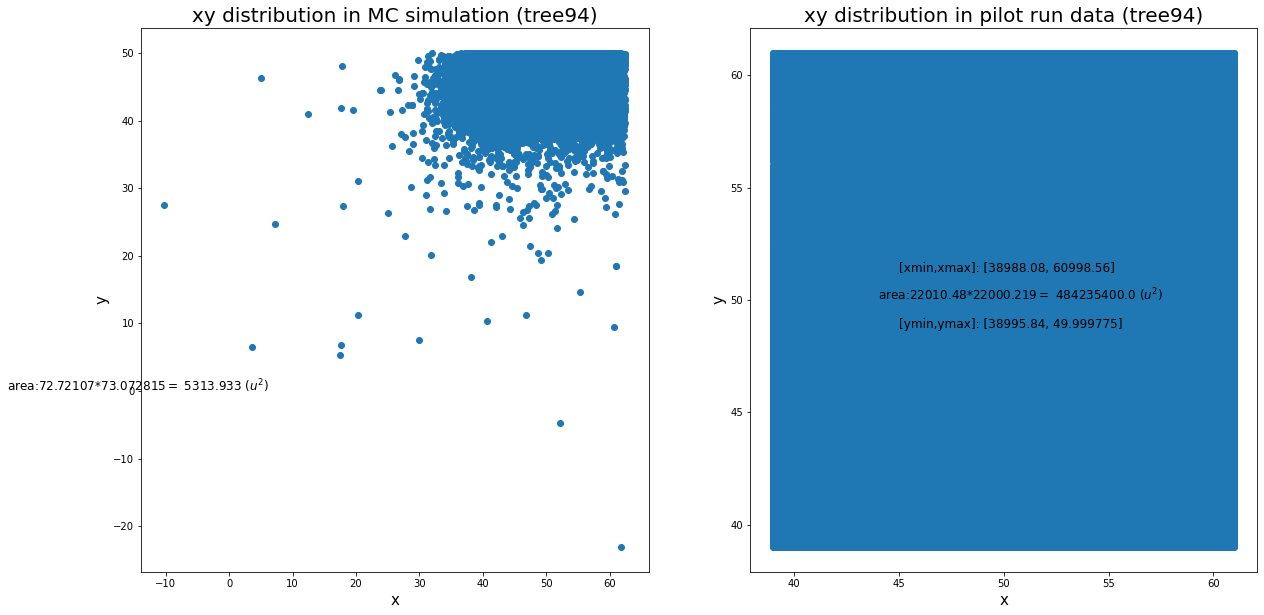 xy distribution in MC simulation (tree94)
50
40
30
20
10
0
−10
−20
y
area:72.72107*73.072815 = 5313.933 (u²)
−10
0
10
20
30
40
50
60
x
xy distribution in pilot run data (tree94)
60
55
50
45
40
y
[xmin,xmax]: [38988.08, 60998.56]
area:22010.48*22000.219 = 484235400.0 (u²)
[ymin,ymax]: [38995.84, 49.999775]
40
45
50
55
60
x